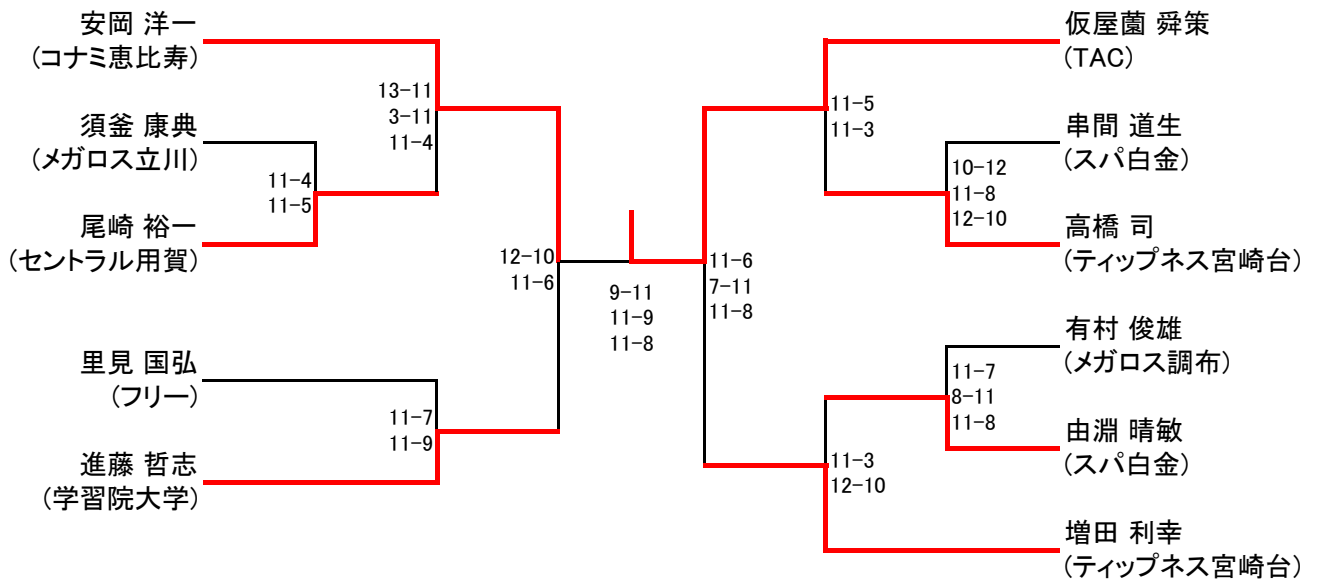 安岡 洋一
(コナミ恵比寿)
13-11
3-11
11-4
須釜 康典
(メガロス立川)
11-4
11-5
尾崎 裕一
(セントラル用賀)
12-10
11-6
里見 国弘
(フリー)
11-7
11-9
進藤 哲志
(学習院大学)
9-11
11-9
11-8
仮屋薗 舜策
(TAC)
11-5
11-3
串間 道生
(スパ白金)
10-12
11-8
12-10
高橋 司
(ティップネス宮崎台)
11-6
7-11
11-8
有村 俊雄
(メガロス調布)
11-7
8-11
11-8
由淵 晴敏
(スパ白金)
11-3
12-10
増田 利幸
(ティップネス宮崎台)